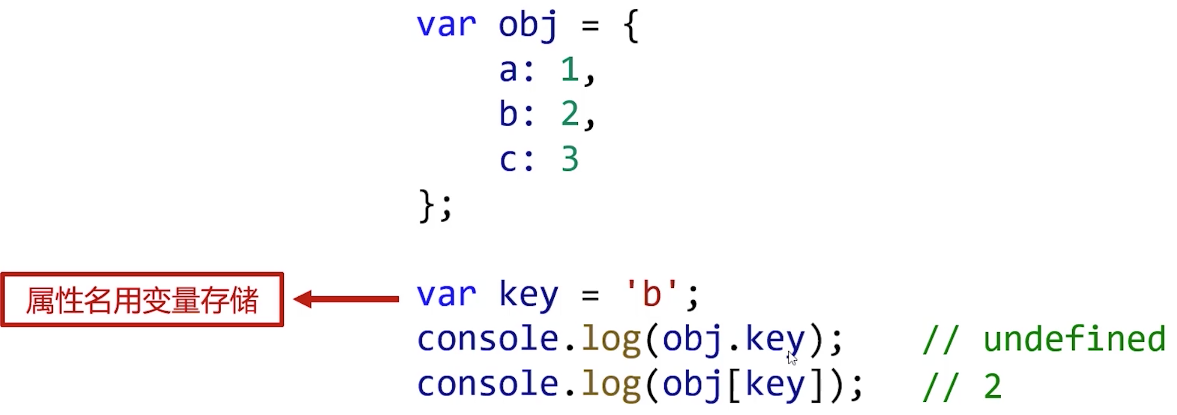 var obj = {
    a: 1,
    b: 2,
    c: 3
};
属性名用变量存储
var key = 'b';
console.log(obj.key);    // undefined
console.log(obj[key]);   // 2